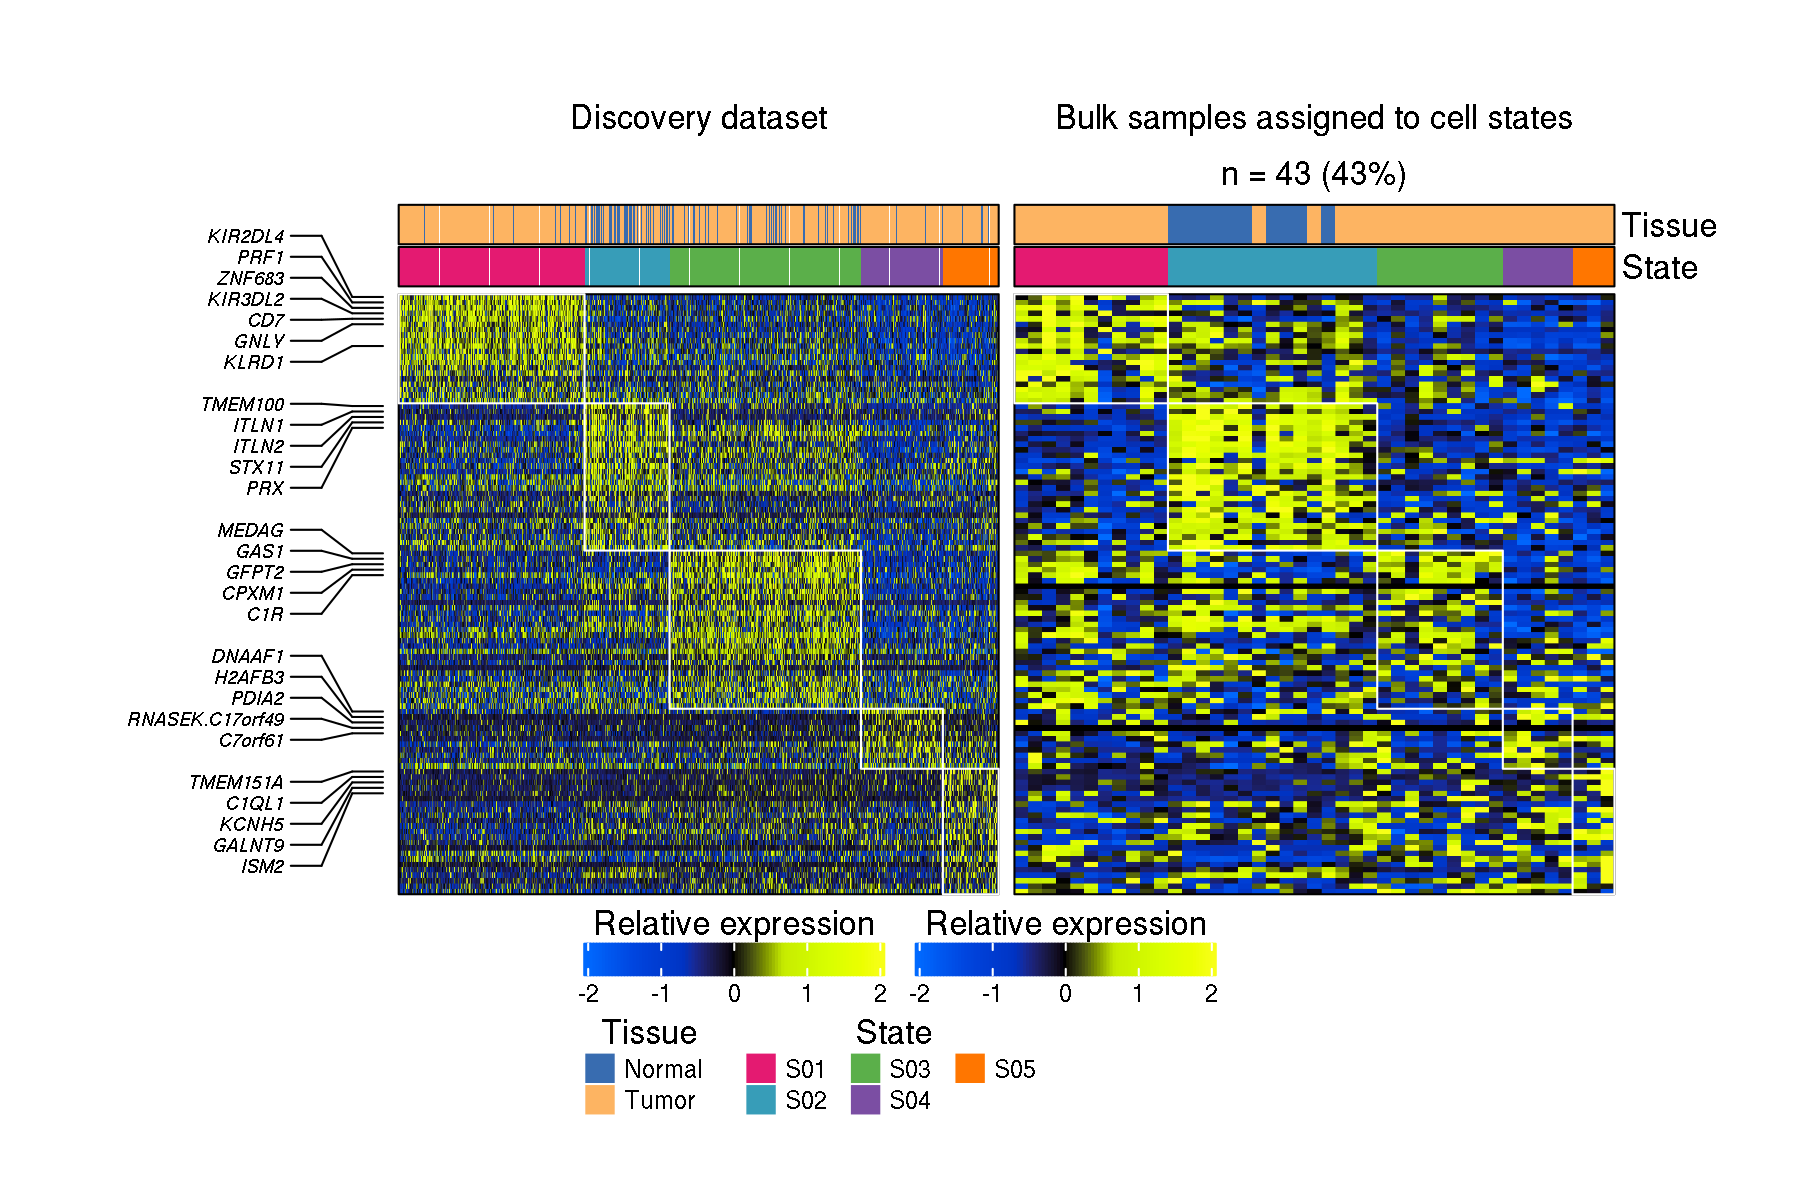 Discovery dataset
Bulk samples assigned to cell states
n = 43 (43%)
Tissue
State
KIR2DL4
PRF1
ZNF683
KIR3DL2
CD7
GNLY
KLRD1
TMEM100
ITLN1
ITLN2
STX11
PRX
MEDAG
GAS1
GFPT2
CPXM1
C1R
DNAAF1
H2AFB3
PDIA2
RNASEK.C17orf49
C7orf61
TMEM151A
C1QL1
KCNH5
GALNT9
ISM2
Relative expression
-2 -1 0 1 2
Relative expression
-2 -1 0 1 2
Tissue
Normal
Tumor
State
S01 S03 S05
S02 S04